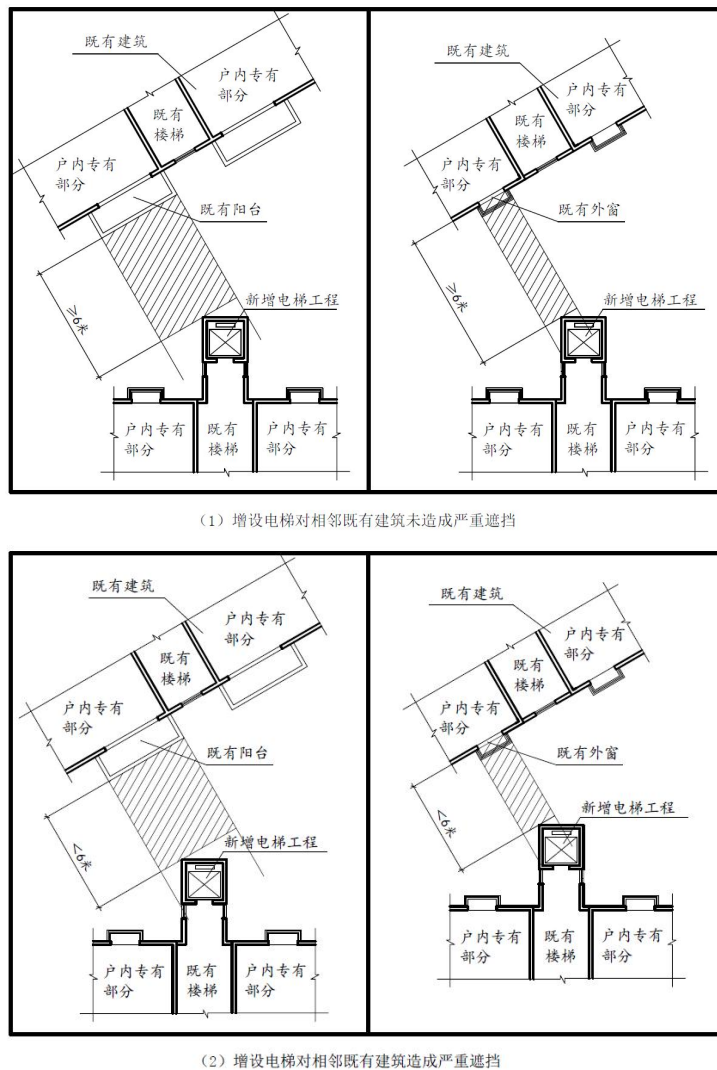 既有建筑
户内专有
部分
既有
楼梯
户内专有
部分
既有阳台
≥6米
新增电梯工程
户内专有
部分
既有
楼梯
户内专有
部分
既有建筑
户内专有
部分
既有
楼梯
户内专有
部分
既有外窗
≥6米
新增电梯工程
户内专有
部分
既有
楼梯
户内专有
部分
（1）增设电梯对相邻既有建筑未造成严重遮挡
既有建筑
户内专有
部分
既有
楼梯
户内专有
部分
既有阳台
<6米
新增电梯工程
户内专有
部分
既有
楼梯
户内专有
部分
既有建筑
户内专有
部分
既有
楼梯
户内专有
部分
既有外窗
<6米
新增电梯工程
户内专有
部分
既有
楼梯
户内专有
部分
（2）增设电梯对相邻既有建筑造成严重遮挡